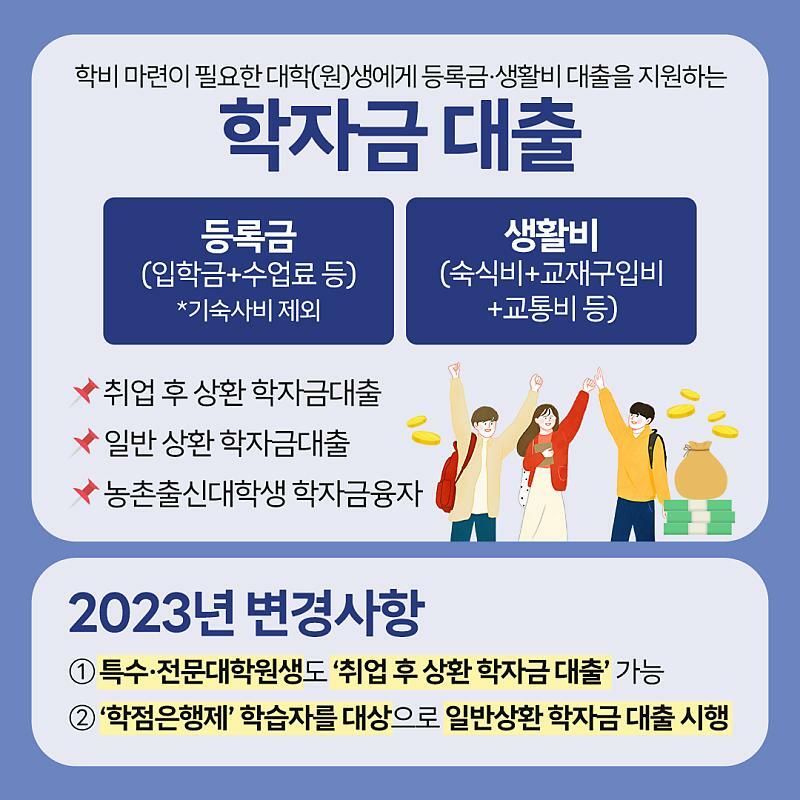 학비 마련이 필요한 대학(원)생에게 등록금·생활비 대출을 지원하는
학자금 대출
등록금
(입학금+수업료 등)
*기숙사비 제외
생활비
(숙식비+교재구입비
+교통비 등)
취업 후 상환 학자금대출
일반 상환 학자금대출
농촌출신대학생 학자금융자
2023년 변경사항
① 특수·전문대학원생도 ‘취업 후 상환 학자금 대출’ 가능
② ‘학점은행제’ 학습자를 대상으로 일반상환 학자금 대출 시행